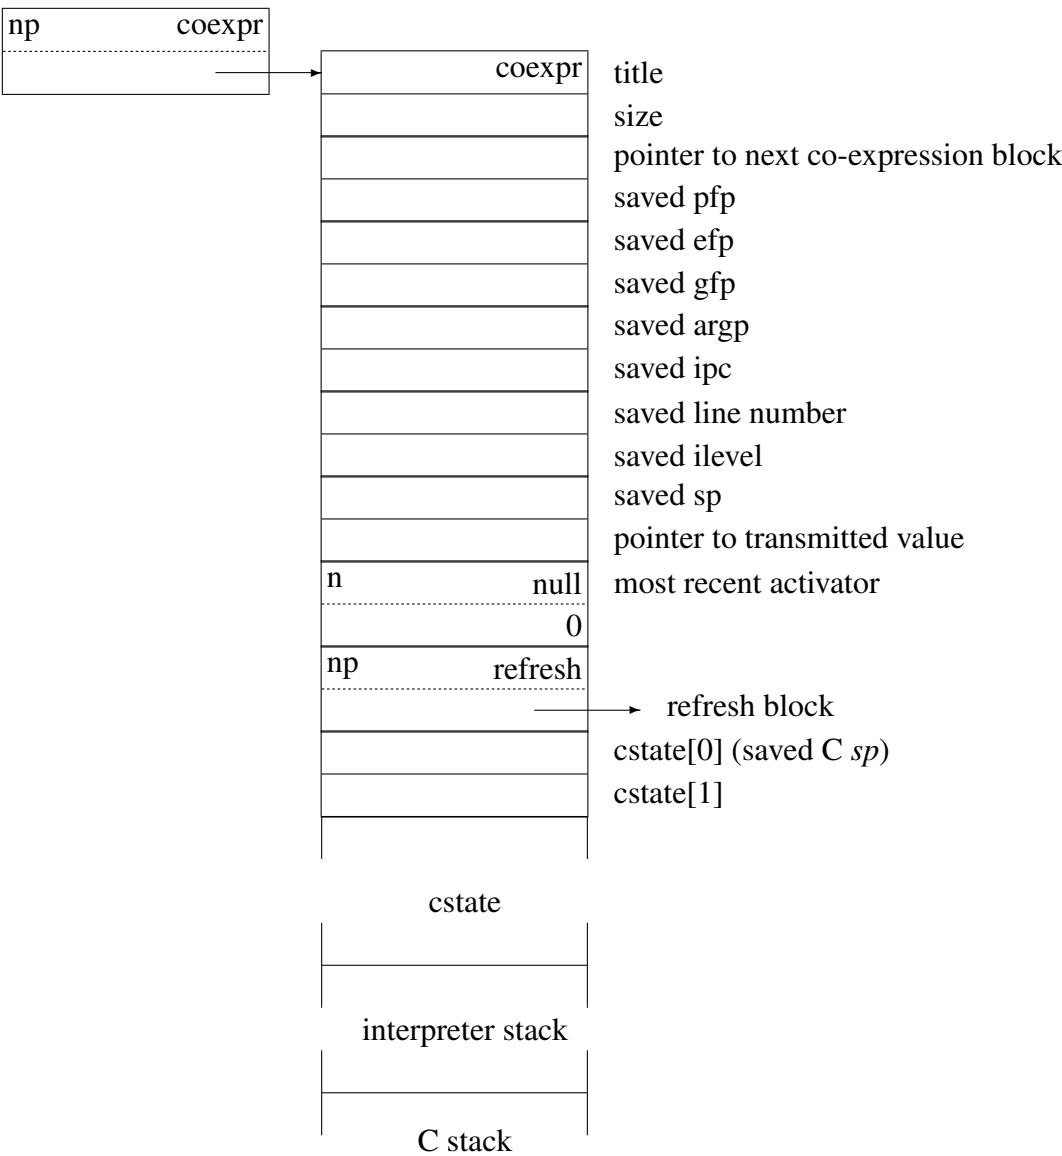 np coexpr
coexpr title
size
pointer to next co-expression block
saved pfp
saved efp
saved gfp
saved argp
saved ipc
saved line number
saved ilevel
saved sp
pointer to transmitted value
n null most recent activator
0
np refresh
refresh block
cstate[0] (saved C sp)
cstate[1]
cstate
interpreter stack
C stack